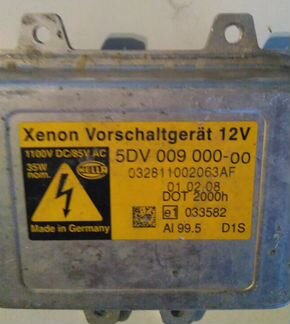 Xenon Vorschaltgerät 12V
1100V DC/85V AC
35W
nom.
HELLA
5DV 009 000-00
032811002063AF
01.02.08
DOT 2000h
e1 033582
Made in Germany
AI 99.5 D1S